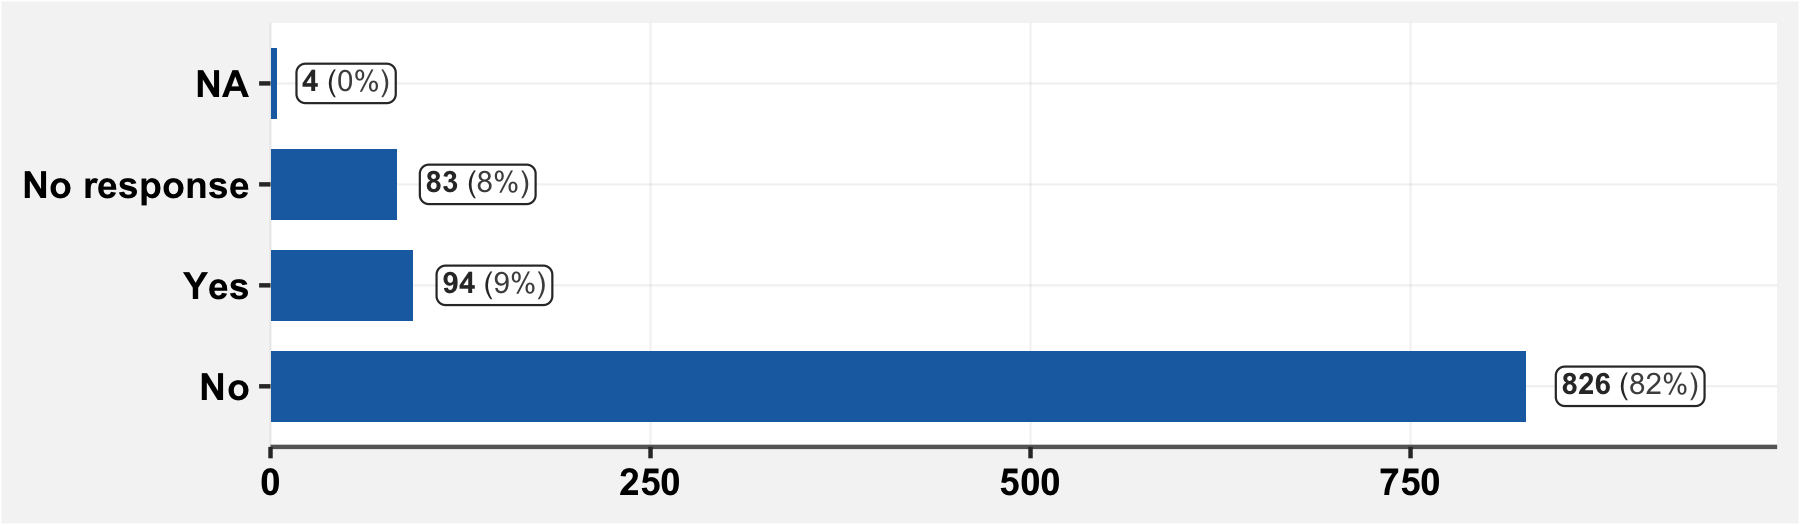 NA 4 (0%)
No response 83 (8%)
Yes 94 (9%)
No 826 (82%)
0 250 500 750